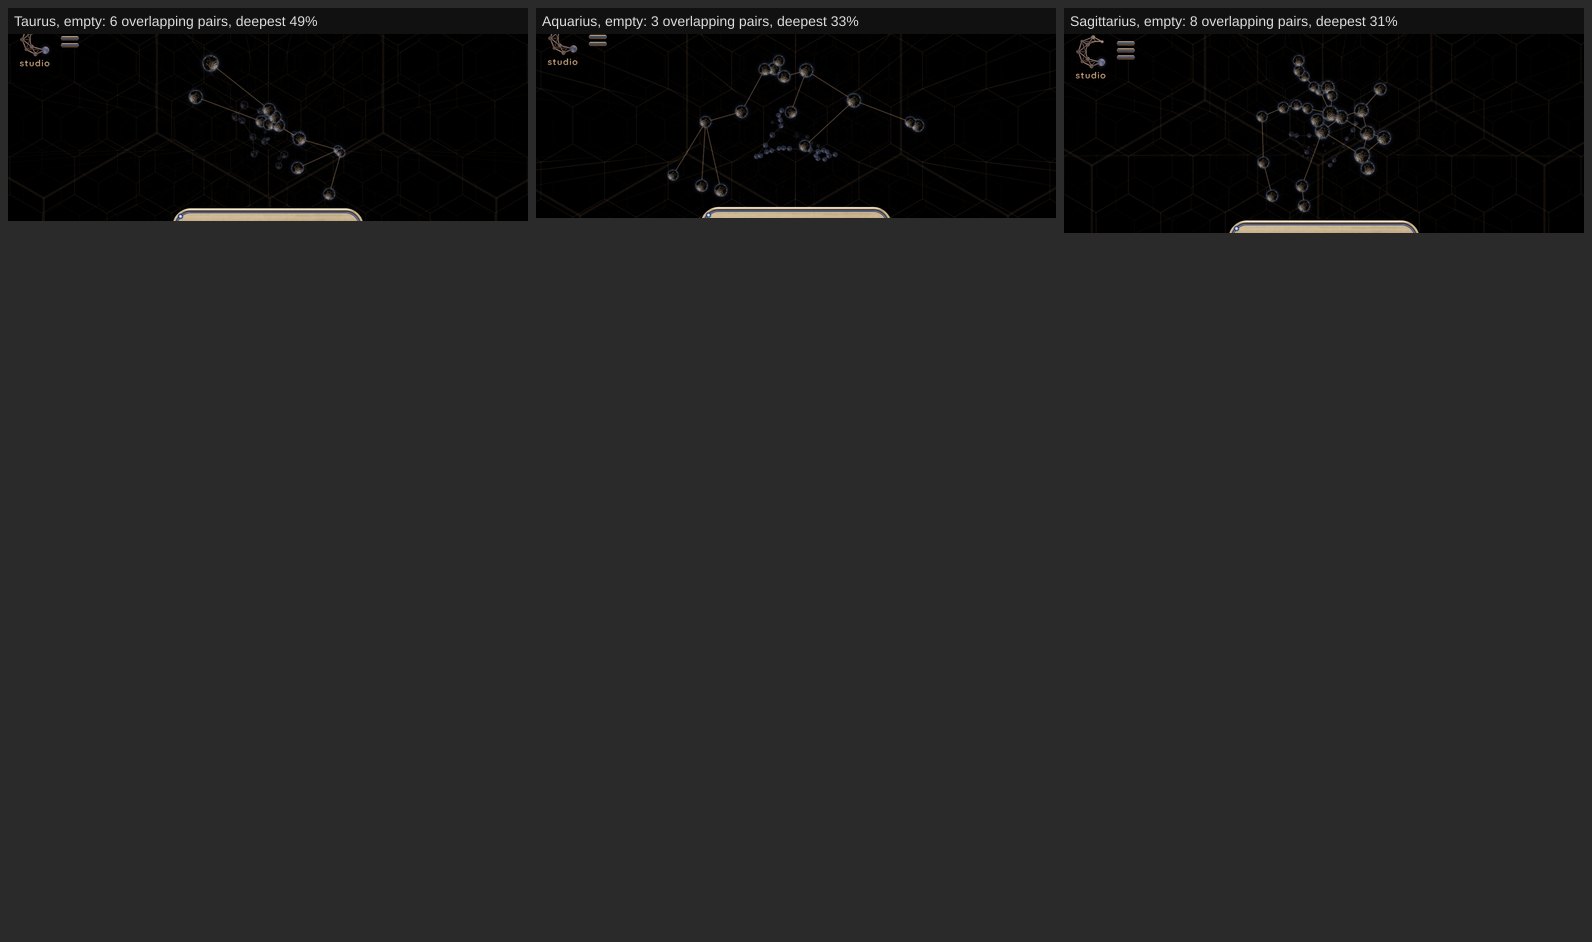 Taurus, empty: 6 overlapping pairs, deepest 49%
studio
Aquarius, empty: 3 overlapping pairs, deepest 33%
studio
Sagittarius, empty: 8 overlapping pairs, deepest 31%
studio